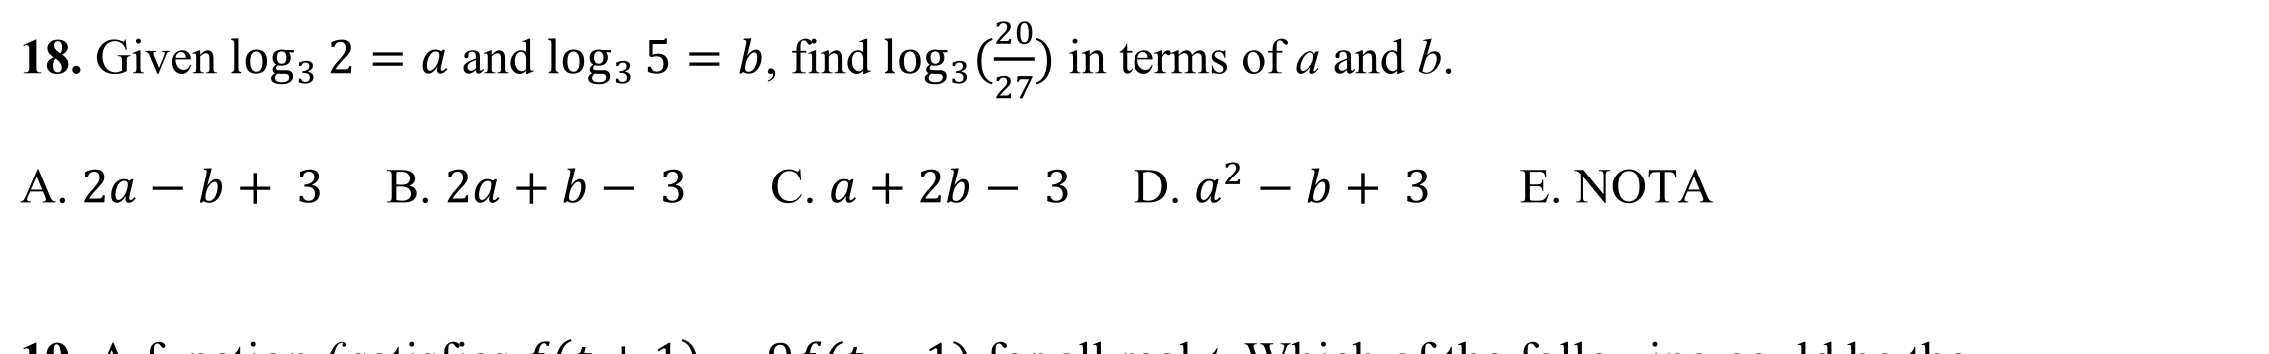 18. Given log₃ 2 = a and log₃ 5 = b, find log₃(20/27) in terms of a and b.
A. 2a − b + 3 B. 2a + b − 3 C. a + 2b − 3 D. a² − b + 3 E. NOTA